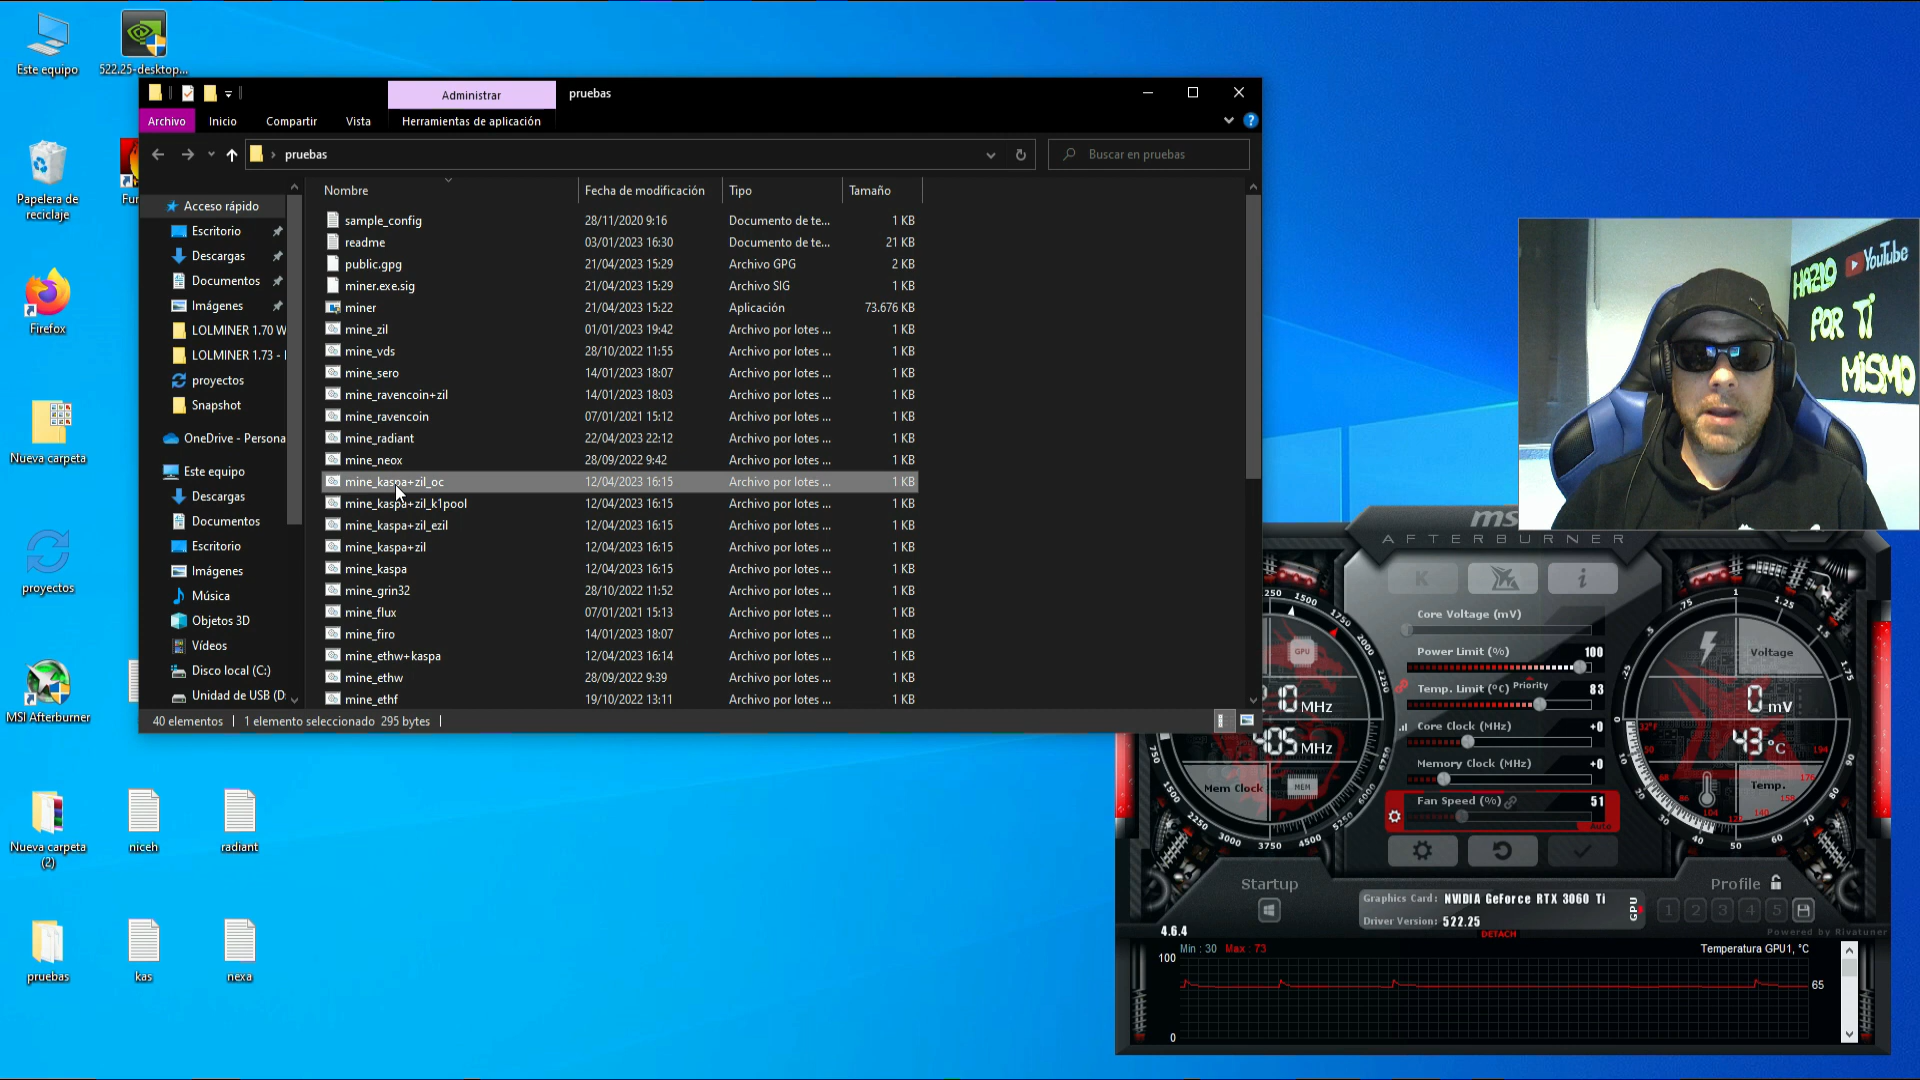 Este equipo
522.25-desktop...
Papelera de
reciclaje
Firefox
Nueva carpeta
proyectos
MSI Afterburner
Nueva carpeta
(2)
niceh
radiant
pruebas
kas
nexa
Administrar
pruebas
Archivo
Inicio
Compartir
Vista
Herramientas de aplicación
pruebas
Buscar en pruebas
Acceso rápido
Escritorio
Descargas
Documentos
Imágenes
LOLMINER 1.70 W
LOLMINER 1.73 -
proyectos
Snapshot
OneDrive - Persona
Este equipo
Descargas
Documentos
Escritorio
Imágenes
Música
Objetos 3D
Vídeos
Disco local (C:)
Unidad de USB (D:
Nombre Fecha de modificación Tipo Tamaño
sample_config 28/11/2020 9:16 Documento de te... 1 KB
readme 03/01/2023 16:30 Documento de te... 21 KB
public.gpg 21/04/2023 15:29 Archivo GPG 2 KB
miner.exe.sig 21/04/2023 15:29 Archivo SIG 1 KB
miner 21/04/2023 15:22 Aplicación 73.676 KB
mine_zil 01/01/2023 19:42 Archivo por lotes ... 1 KB
mine_vds 28/10/2022 11:55 Archivo por lotes ... 1 KB
mine_sero 14/01/2023 18:07 Archivo por lotes ... 1 KB
mine_ravencoin+zil 14/01/2023 18:03 Archivo por lotes ... 1 KB
mine_ravencoin 07/01/2021 15:12 Archivo por lotes ... 1 KB
mine_radiant 22/04/2023 22:12 Archivo por lotes ... 1 KB
mine_neox 28/09/2022 9:42 Archivo por lotes ... 1 KB
mine_kaspa+zil_oc 12/04/2023 16:15 Archivo por lotes ... 1 KB
mine_kaspa+zil_k1pool 12/04/2023 16:15 Archivo por lotes ... 1 KB
mine_kaspa+zil_ezil 12/04/2023 16:15 Archivo por lotes ... 1 KB
mine_kaspa+zil 12/04/2023 16:15 Archivo por lotes ... 1 KB
mine_kaspa 12/04/2023 16:15 Archivo por lotes ... 1 KB
mine_grin32 28/10/2022 11:52 Archivo por lotes ... 1 KB
mine_flux 07/01/2021 15:13 Archivo por lotes ... 1 KB
mine_firo 14/01/2023 18:07 Archivo por lotes ... 1 KB
mine_ethw+kaspa 12/04/2023 16:14 Archivo por lotes ... 1 KB
mine_ethw 28/09/2022 9:39 Archivo por lotes ... 1 KB
mine_ethf 19/10/2022 13:11 Archivo por lotes ... 1 KB
40 elementos 1 elemento seleccionado 295 bytes
YouTube
HAZLO
POR TI
MISMO
AFTERBURNER
K
i
Core Voltage (mV)
Power Limit (%) 100
Temp. Limit (°C) Priority 83
Core Clock (MHz) +0
Memory Clock (MHz) +0
Fan Speed (%) 51
Auto
GPU
MHz
405 MHz
Mem Clock
MEM
Voltage
0 mV
43 °C
Temp.
Startup
Profile
1 2 3 4 5
Graphics Card: NVIDIA GeForce RTX 3060 Ti
Driver Version: 522.25
GPU
DETACH
4.6.4
Powered by Rivatuner
Min : 30 Max : 73
Temperatura GPU1, °C
100
65
0